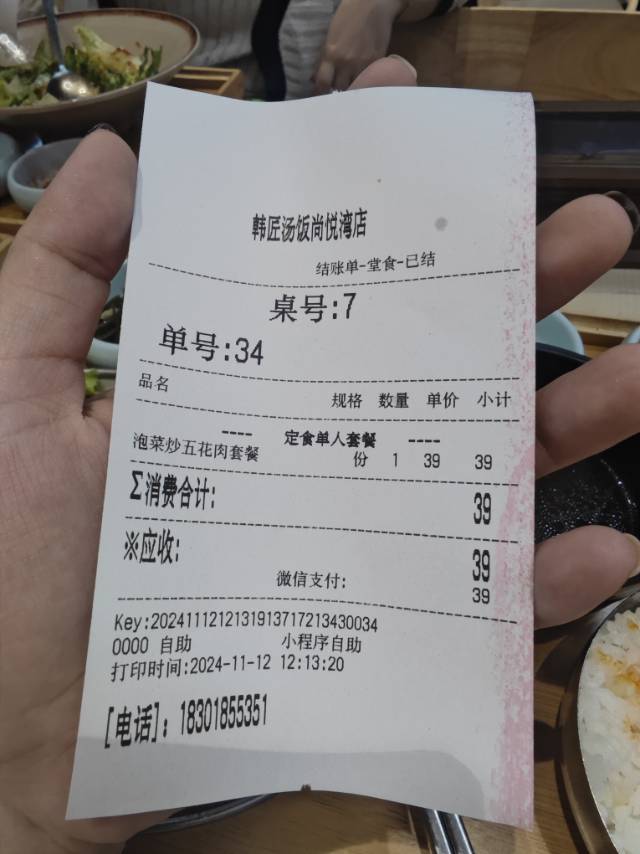 韩匠汤饭尚悦湾店
结账单-堂食-已结
桌号:7
单号:34
品名 规格 数量 单价 小计
---- 定食单人套餐 ----
泡菜炒五花肉套餐 份 1 39 39
Σ消费合计: 39
※应收: 39
微信支付: 39
Key:2024111212131913717213430034
0000 自助 小程序自助
打印时间:2024-11-12 12:13:20
[电话]: 18301855351